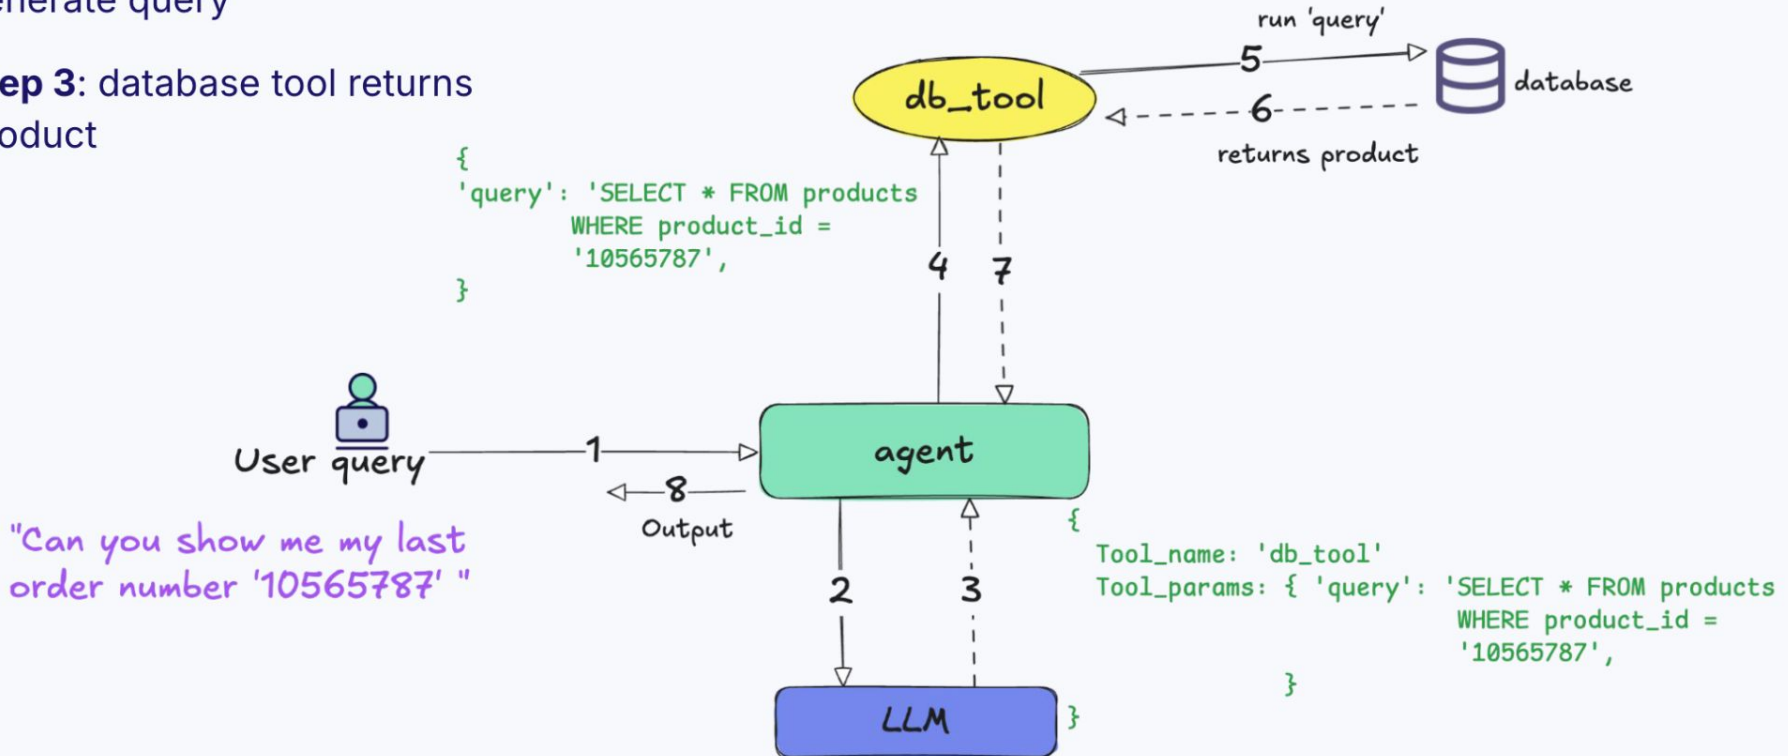 enerate query
ep 3: database tool returns
oduct
run 'query'
5
db_tool
database
6
returns product
{
'query': 'SELECT * FROM products
WHERE product_id =
'10565787',
}
4
7
User query
1
agent
8
Output
"Can you show me my last
order number '10565787' "
2
3
{
Tool_name: 'db_tool'
Tool_params: { 'query': 'SELECT * FROM products
WHERE product_id =
'10565787',
}
}
LLM